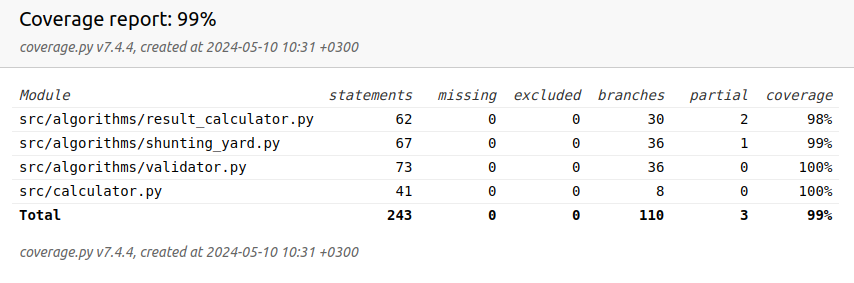 Coverage report: 99%
coverage.py v7.4.4, created at 2024-05-10 10:31 +0300
Module statements missing excluded branches partial coverage
src/algorithms/result_calculator.py 62 0 0 30 2 98%
src/algorithms/shunting_yard.py 67 0 0 36 1 99%
src/algorithms/validator.py 73 0 0 36 0 100%
src/calculator.py 41 0 0 8 0 100%
Total 243 0 0 110 3 99%
coverage.py v7.4.4, created at 2024-05-10 10:31 +0300